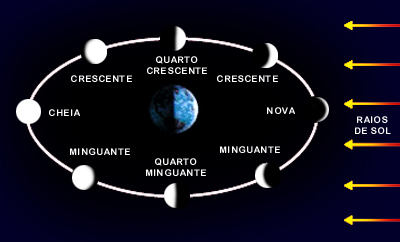 QUARTO
CRESCENTE
CRESCENTE
CRESCENTE
CHEIA
NOVA
RAIOS
DE SOL
MINGUANTE
QUARTO
MINGUANTE
MINGUANTE